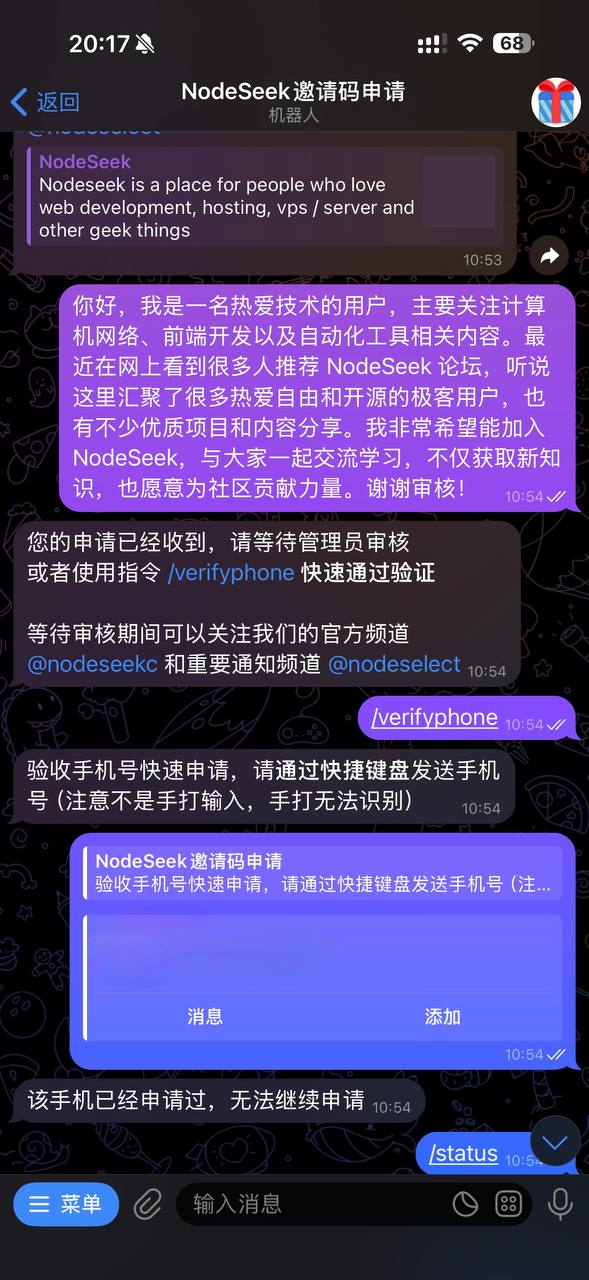 20:17
68
返回
NodeSeek邀请码申请
机器人
@nodeselect
NodeSeek
Nodeseek is a place for people who love
web development, hosting, vps / server and
other geek things
10:53
你好，我是一名热爱技术的用户，主要关注计算
机网络、前端开发以及自动化工具相关内容。最
近在网上看到很多人推荐 NodeSeek 论坛，听说
这里汇聚了很多热爱自由和开源的极客用户，也
有不少优质项目和内容分享。我非常希望能加入
NodeSeek，与大家一起交流学习，不仅获取新知
识，也愿意为社区贡献力量。谢谢审核！
10:54
您的申请已经收到，请等待管理员审核
或者使用指令 /verifyphone 快速通过验证
等待审核期间可以关注我们的官方频道
@nodeseekc 和重要通知频道 @nodeselect 10:54
/verifyphone 10:54
验收手机号快速申请，请通过快捷键盘发送手机
号（注意不是手打输入，手打无法识别） 10:54
NodeSeek邀请码申请
验收手机号快速申请，请通过快捷键盘发送手机号（注...
消息
添加
10:54
该手机已经申请过，无法继续申请 10:54
/status 10:54
菜单
输入消息